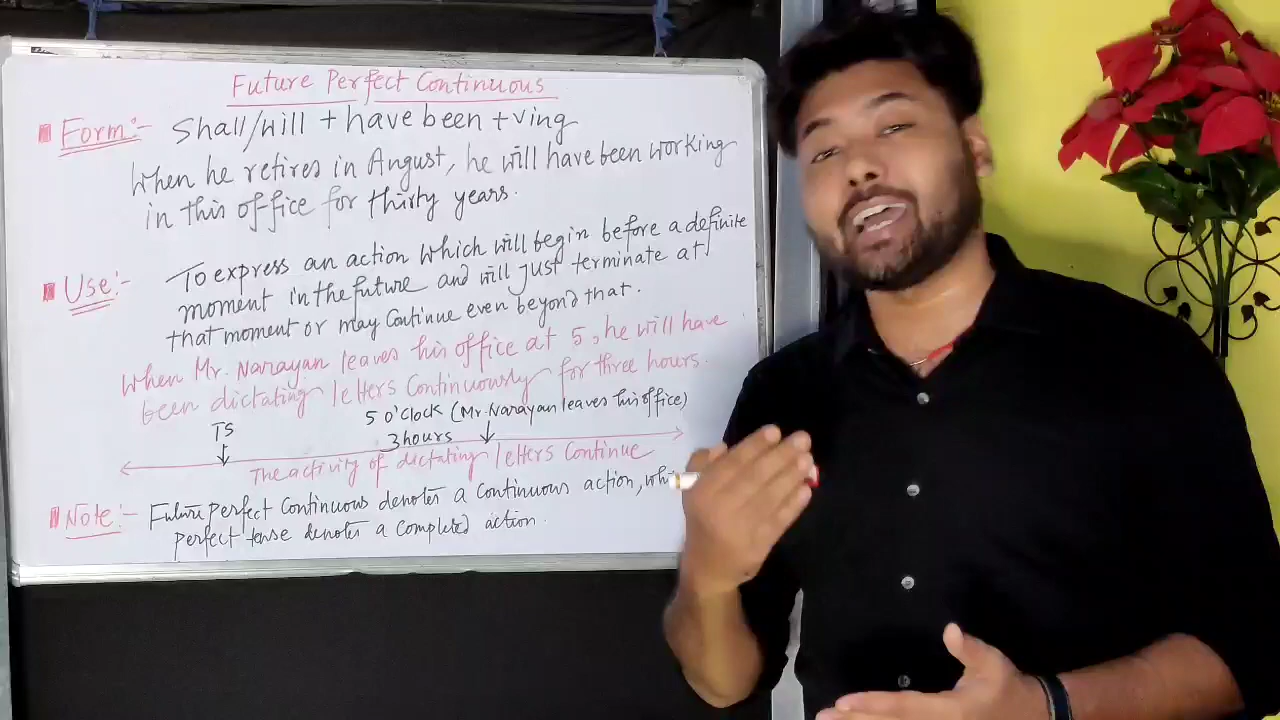 Future Perfect Continuous
Form:- Shall/will + have been + ving
When he retires in August, he will have been working
in this office for thirty years.
Use:- To express an action which will begin before a definite
moment in the future and will just terminate at
that moment or may continue even beyond that.
When Mr. Narayan leaves his office at 5, he will have
been dictating letters continuously for three hours.
TS
5 o'clock (Mr. Narayan leaves his office)
3 hours
The activity of dictating letters continue
Note:- Future perfect continuous denotes a continuous action,
perfect tense denotes a completed action.